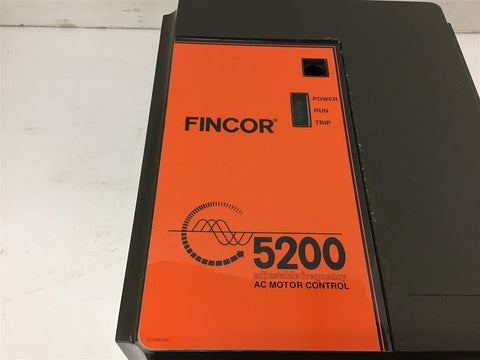 POWER
RUN
TRIP
FINCOR®
5200
adjustable frequency
AC MOTOR CONTROL